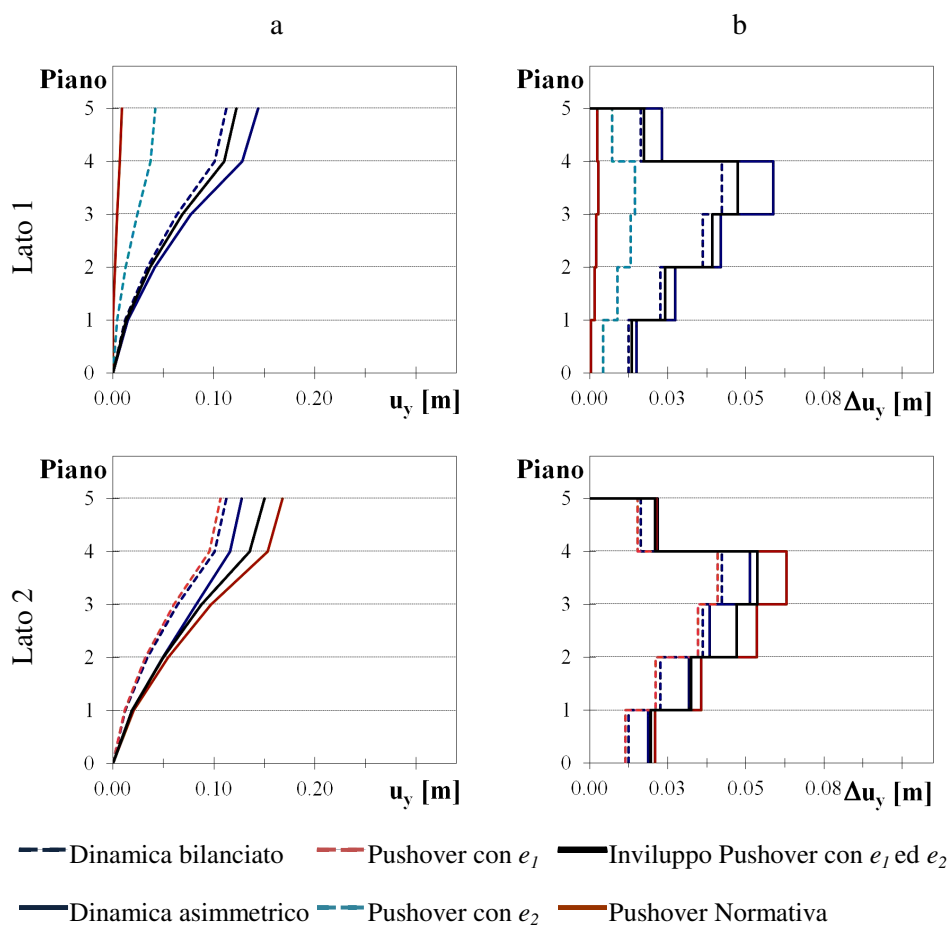 a
b
Piano
5
4
3
2
1
0
0.00
0.10
0.20
u_y [m]
Lato 1
Piano
5
4
3
2
1
0
0.00
0.03
0.05
0.08
Δu_y [m]
Piano
5
4
3
2
1
0
0.00
0.10
0.20
u_y [m]
Lato 2
Piano
5
4
3
2
1
0
0.00
0.03
0.05
0.08
Δu_y [m]
Dinamica bilanciato
Pushover con e_1
Inviluppo Pushover con e_1 ed e_2
Dinamica asimmetrico
Pushover con e_2
Pushover Normativa